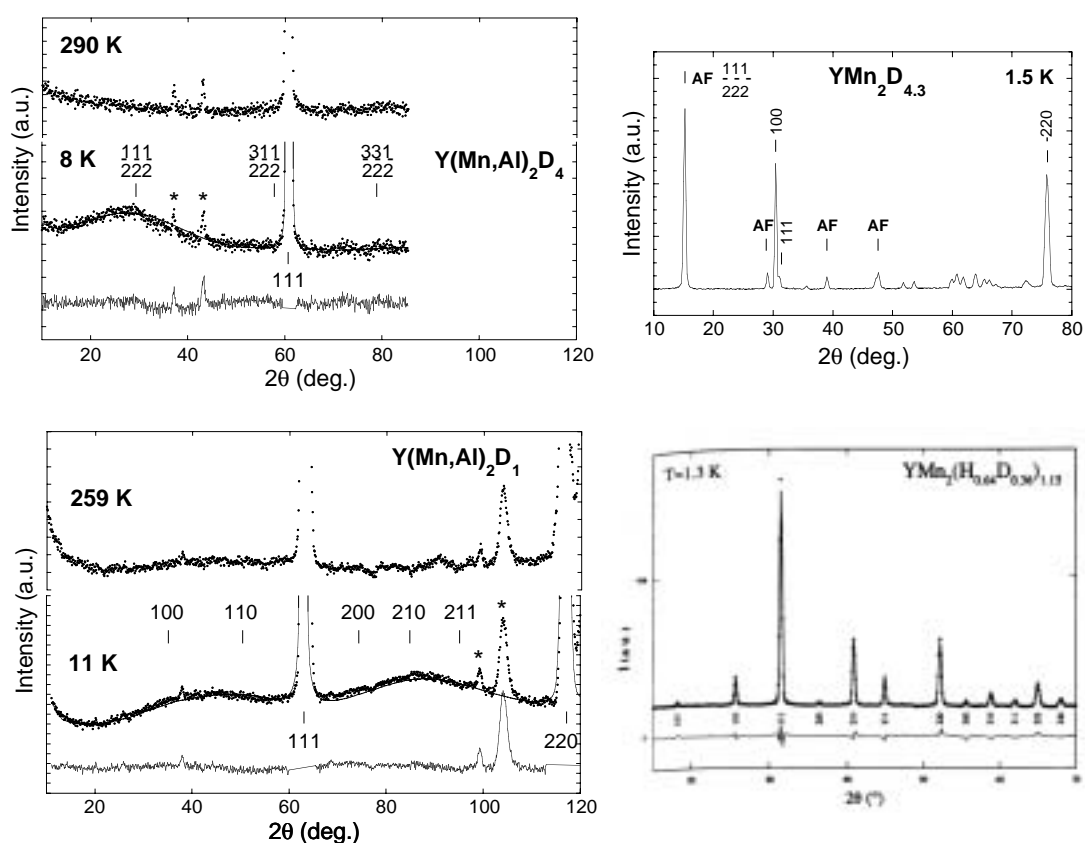 290 K
8 K
111
222
311
222
331
222
Y(Mn,Al)2D4
*
*
111
Intensity (a.u.)
Intensity (a.u.)
20 40 60 80 100 120
2θ (deg.)
AF
111
222
YMn2D4.3
1.5 K
100
-220
AF
111
AF
AF
Intensity (a.u.)
10 20 30 40 50 60 70 80
2θ (deg.)
Y(Mn,Al)2D1
259 K
100 110 200 210 211
*
*
11 K
111
220
Intensity (a.u.)
Intensity (a.u.)
20 40 60 80 100 120
2θ (deg.)
T=1.3 K
YMn2(H0.64D0.36)1.15
I (a.u.)
2θ (°)